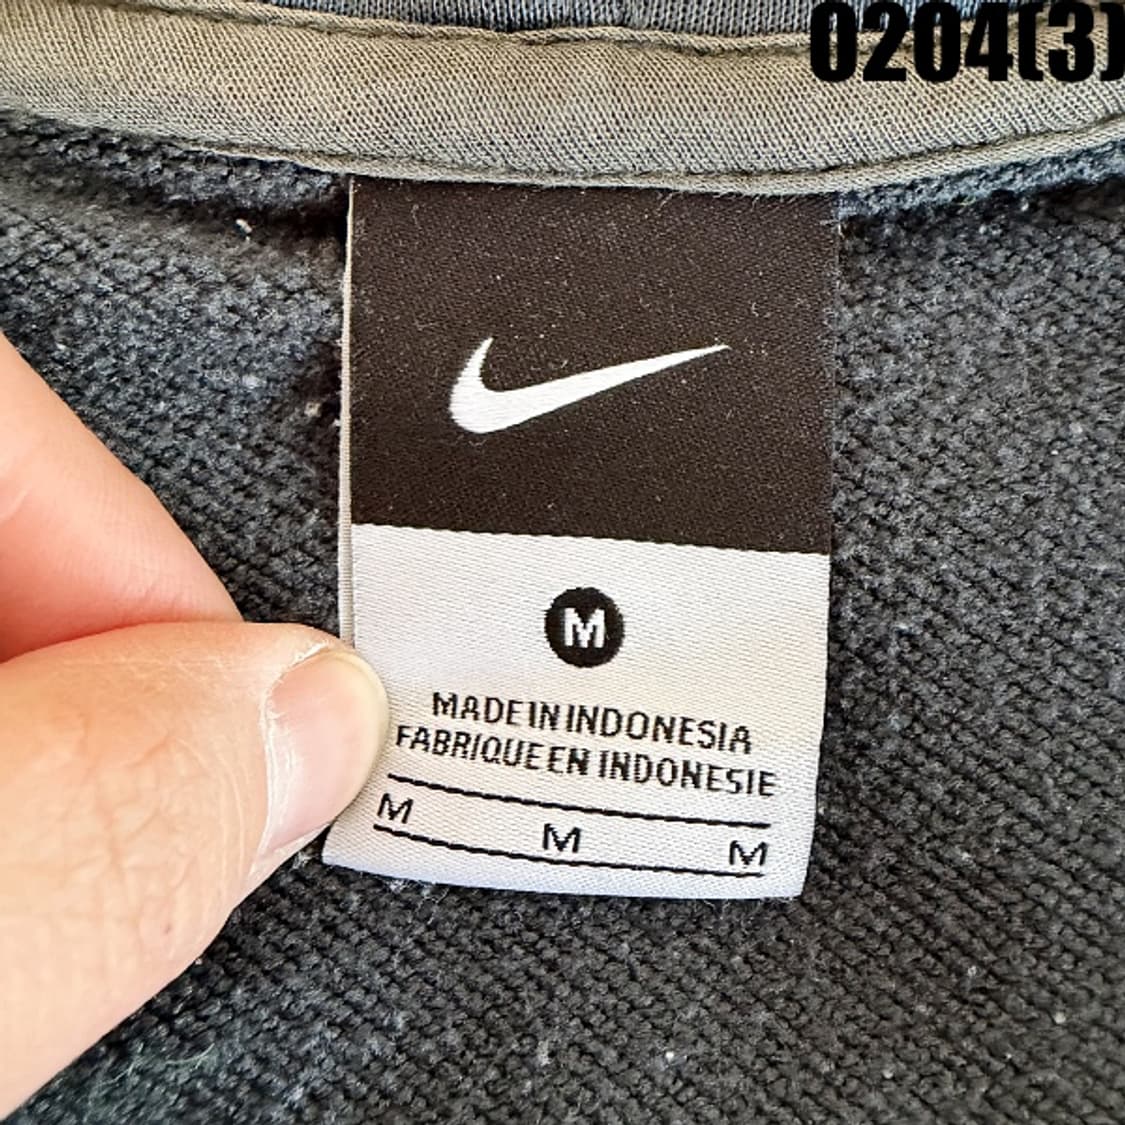 0204(3)
M
MADE IN INDONESIA
FABRIQUE EN INDONESIE
M M M